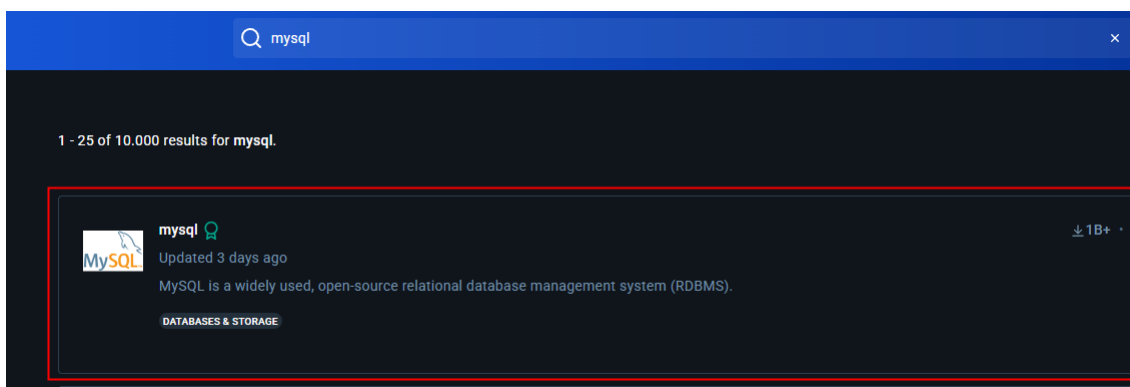 mysql
1 - 25 of 10.000 results for mysql.
mysql
1B+
Updated 3 days ago
MySQL
MySQL is a widely used, open-source relational database management system (RDBMS).
DATABASES & STORAGE